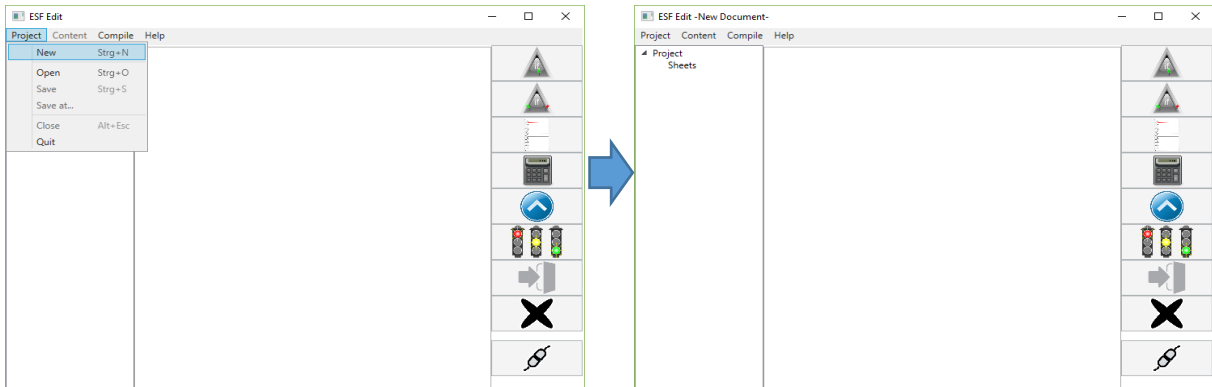 ESF Edit
Project Content Compile Help
New Strg+N
Open Strg+O
Save Strg+S
Save at...
Close Alt+Esc
Quit
ESF Edit -New Document-
Project Content Compile Help
Project
Sheets